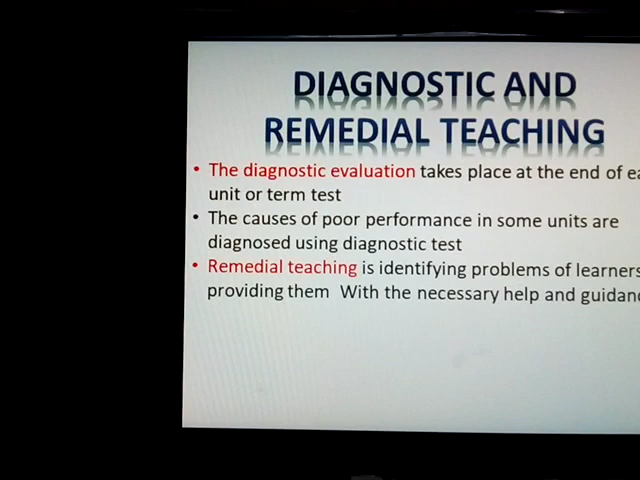 DIAGNOSTIC AND
REMEDIAL TEACHING
• The diagnostic evaluation takes place at the end of
unit or term test
• The causes of poor performance in some units are
diagnosed using diagnostic test
• Remedial teaching is identifying problems of learners
providing them With the necessary help and